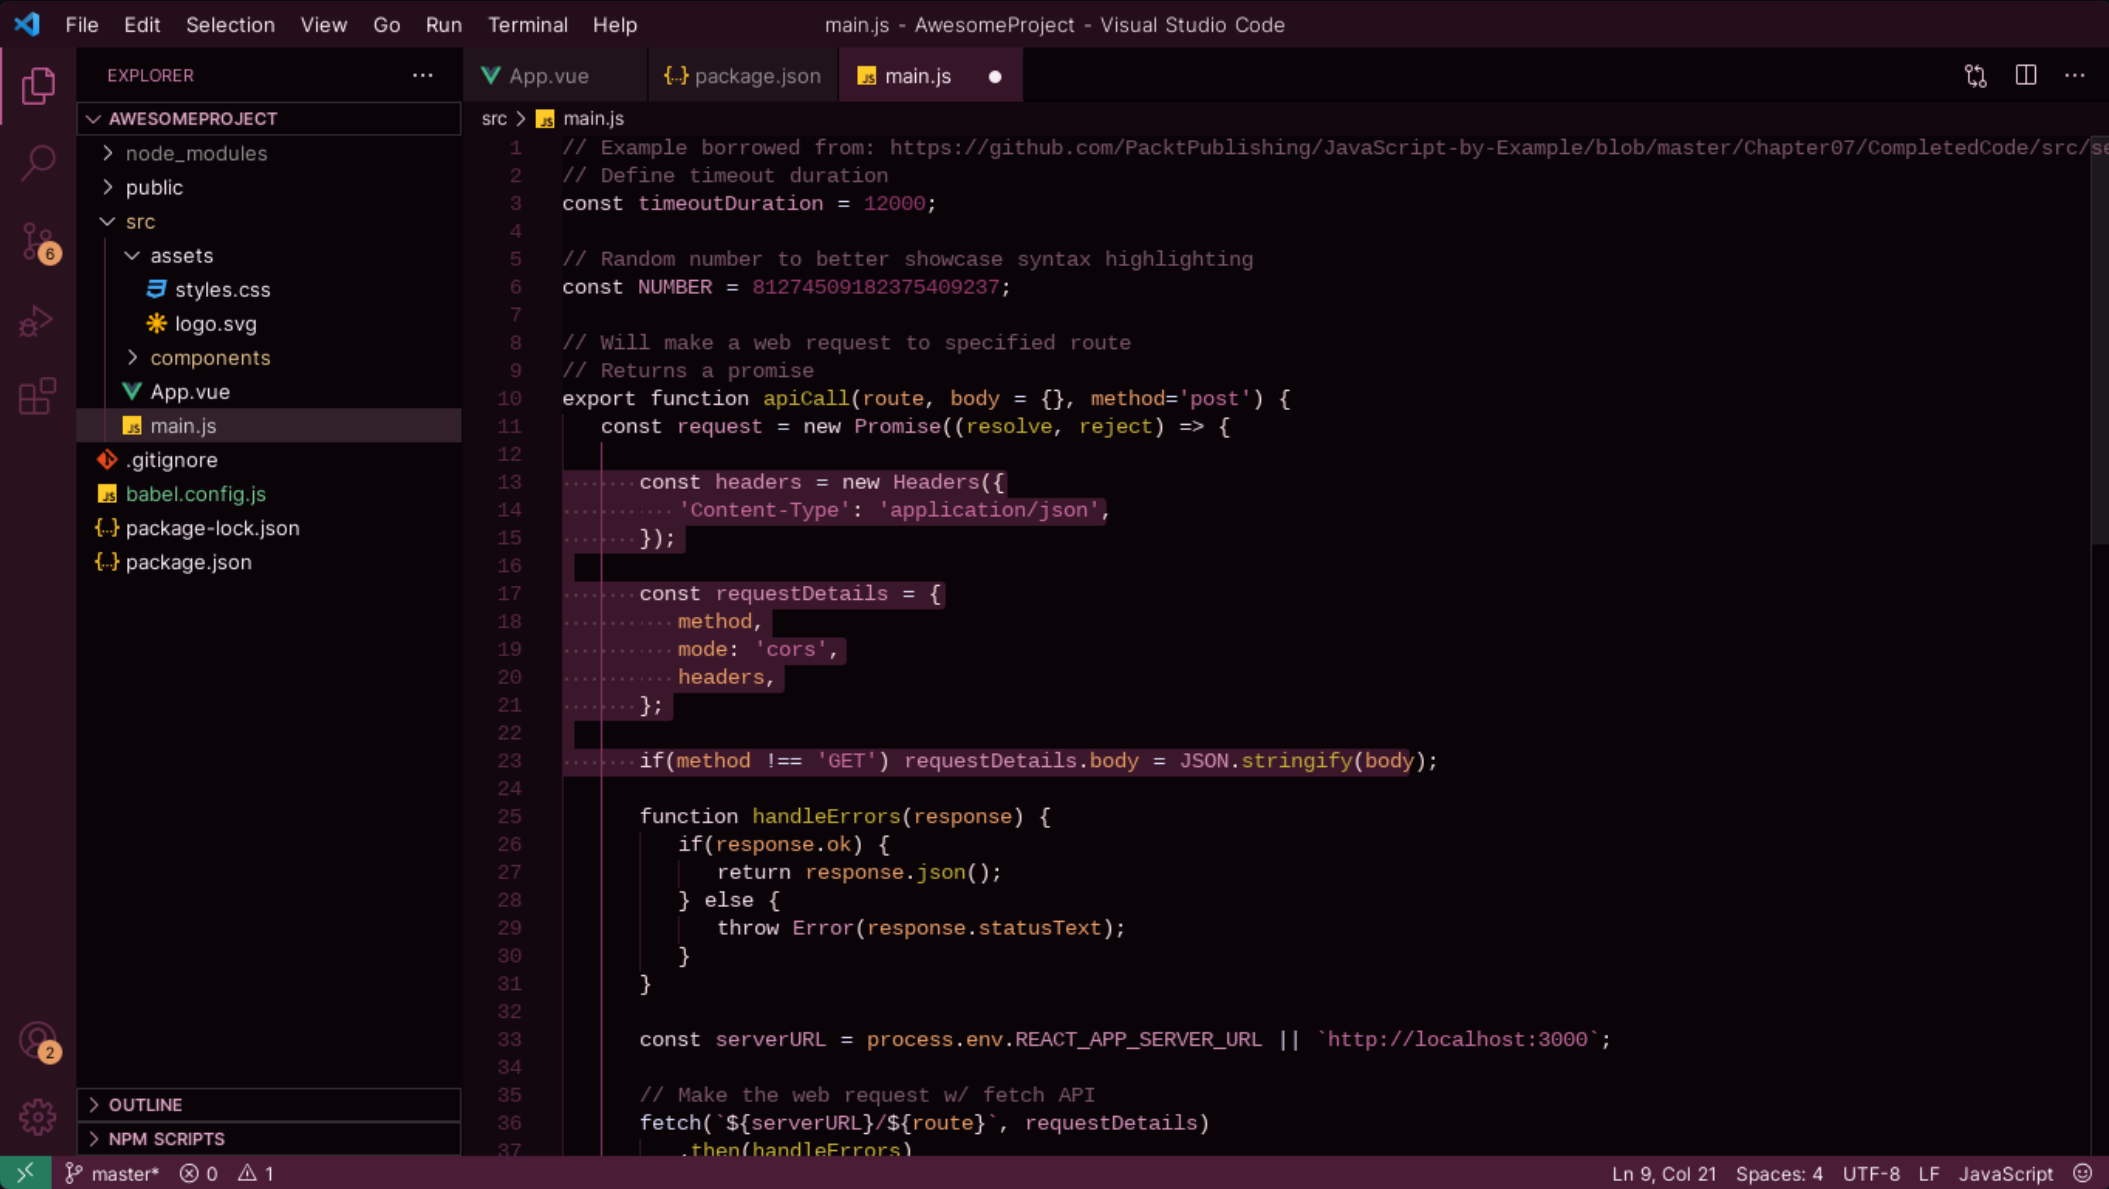 File Edit Selection View Go Run Terminal Help main.js - AwesomeProject - Visual Studio Code
EXPLORER
App.vue
{..} package.json
JS main.js
AWESOMEPROJECT
node_modules
public
src
assets
styles.css
logo.svg
components
App.vue
JS main.js
.gitignore
JS babel.config.js
{..} package-lock.json
{..} package.json
OUTLINE
NPM SCRIPTS
6
2
src > JS main.js
1 // Example borrowed from: https://github.com/PacktPublishing/JavaScript-by-Example/blob/master/Chapter07/CompletedCode/src/se
2 // Define timeout duration
3 const timeoutDuration = 12000;
4
5 // Random number to better showcase syntax highlighting
6 const NUMBER = 81274509182375409237;
7
8 // Will make a web request to specified route
9 // Returns a promise
10 export function apiCall(route, body = {}, method='post') {
11 const request = new Promise((resolve, reject) => {
12
13 const headers = new Headers({
14 'Content-Type': 'application/json',
15 });
16
17 const requestDetails = {
18 method,
19 mode: 'cors',
20 headers,
21 };
22
23 if(method !== 'GET') requestDetails.body = JSON.stringify(body);
24
25 function handleErrors(response) {
26 if(response.ok) {
27 return response.json();
28 } else {
29 throw Error(response.statusText);
30 }
31 }
32
33 const serverURL = process.env.REACT_APP_SERVER_URL || `http://localhost:3000`;
34
35 // Make the web request w/ fetch API
36 fetch(`${serverURL}/${route}`, requestDetails)
37 .then(handleErrors)
master* 0 1 Ln 9, Col 21 Spaces: 4 UTF-8 LF JavaScript